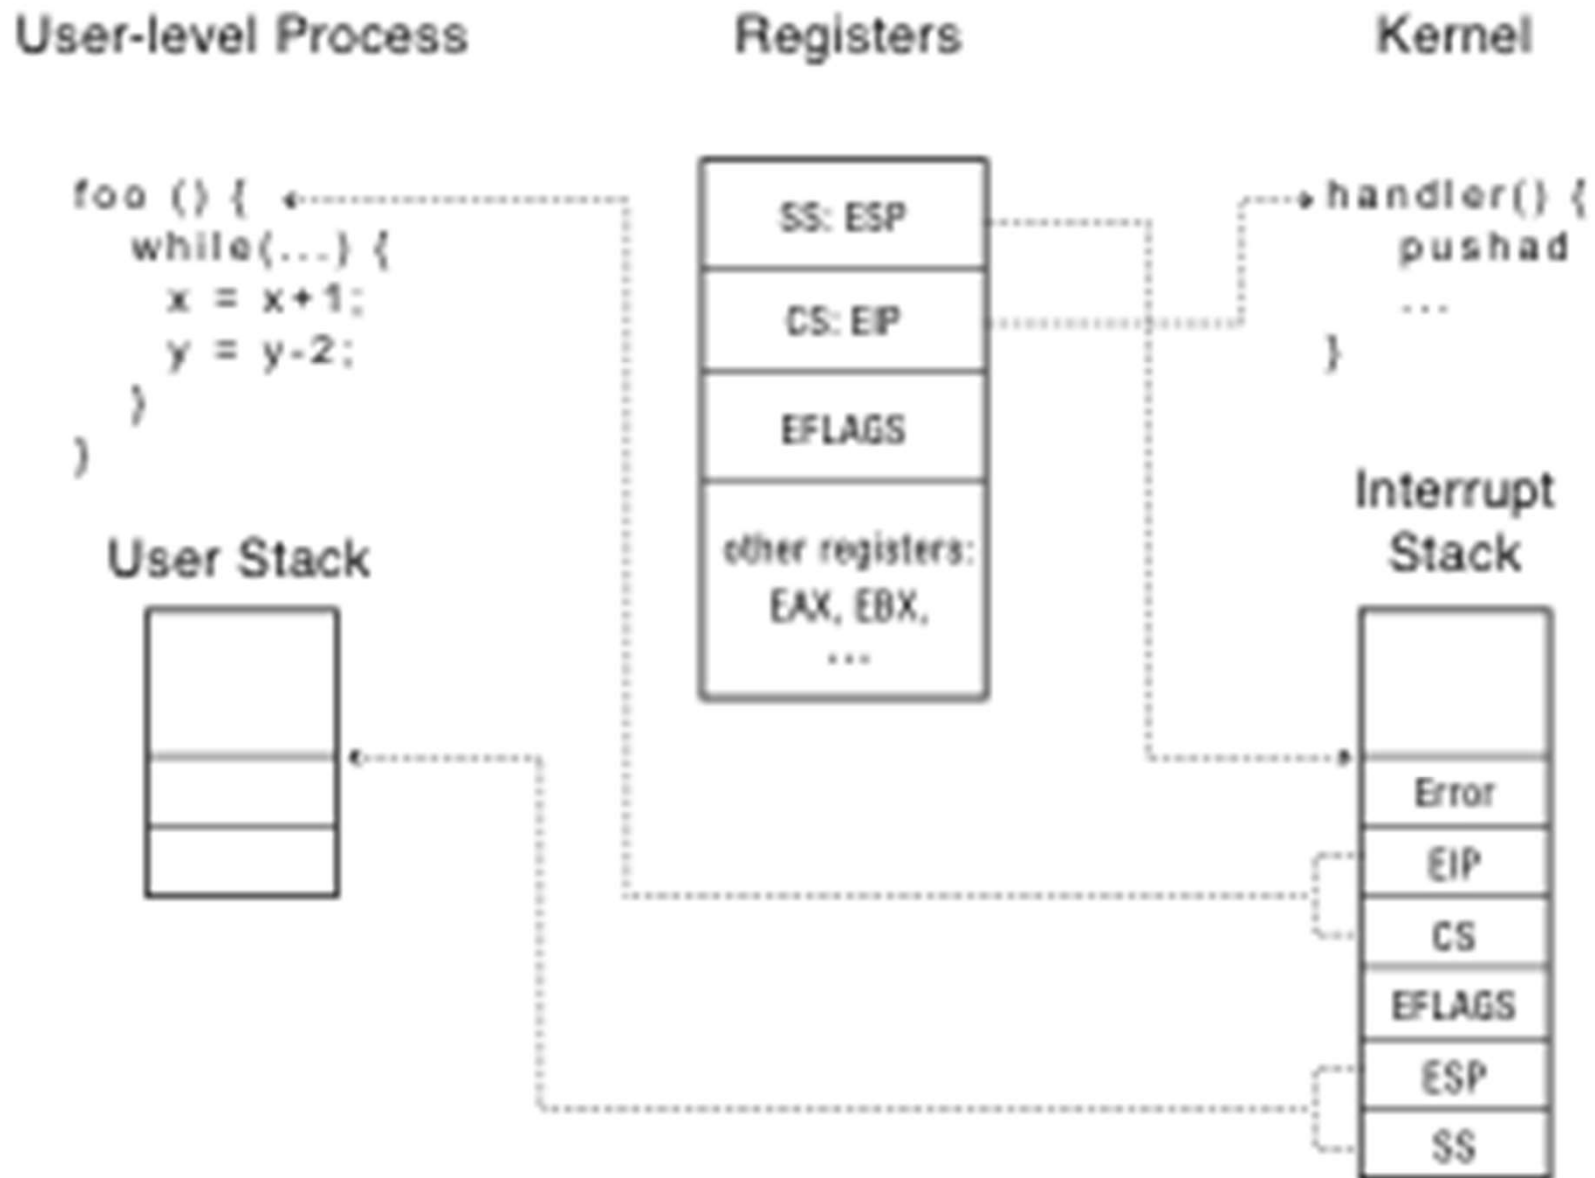 User-level Process
Registers
Kernel
foo () {
while(...) {
x = x+1;
y = y-2;
}
}
User Stack
SS: ESP
CS: EIP
EFLAGS
other registers:
EAX, EBX,
...
handler() {
pushad
...
}
Interrupt
Stack
Error
EIP
CS
EFLAGS
ESP
SS